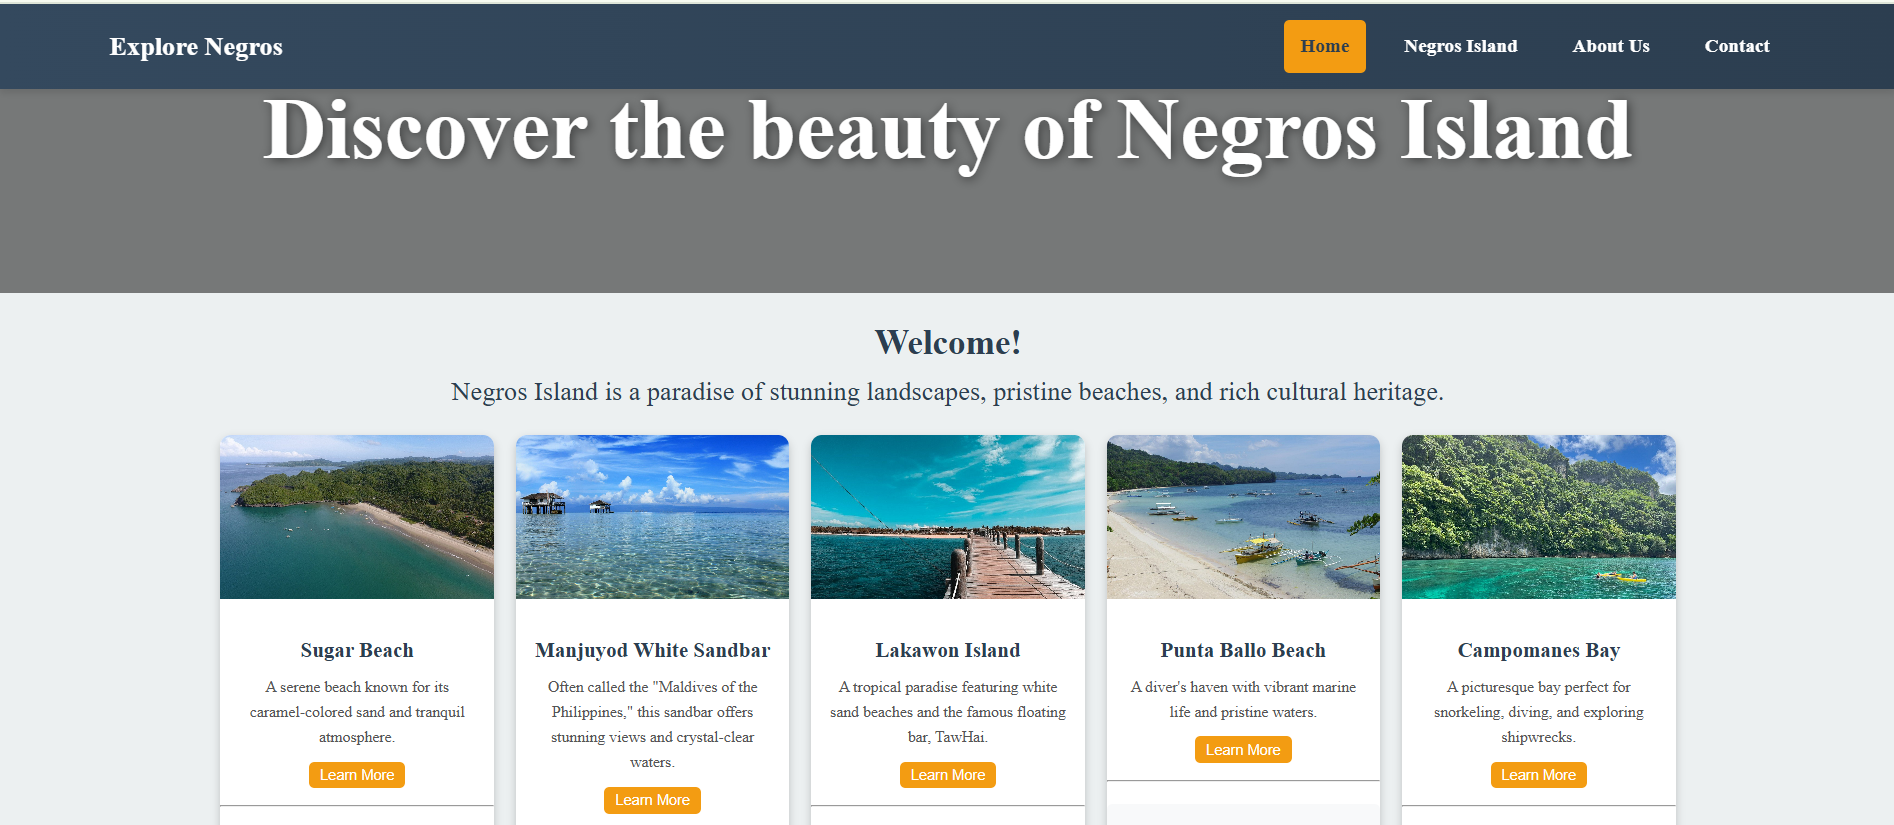 Explore Negros
Home
Negros Island
About Us
Contact
Discover the beauty of Negros Island
Welcome!
Negros Island is a paradise of stunning landscapes, pristine beaches, and rich cultural heritage.
Sugar Beach
A serene beach known for its
caramel-colored sand and tranquil
atmosphere.
Learn More
Manjuyod White Sandbar
Often called the "Maldives of the
Philippines," this sandbar offers
stunning views and crystal-clear
waters.
Learn More
Lakawon Island
A tropical paradise featuring white
sand beaches and the famous floating
bar, TawHai.
Learn More
Punta Ballo Beach
A diver's haven with vibrant marine
life and pristine waters.
Learn More
Campomanes Bay
A picturesque bay perfect for
snorkeling, diving, and exploring
shipwrecks.
Learn More